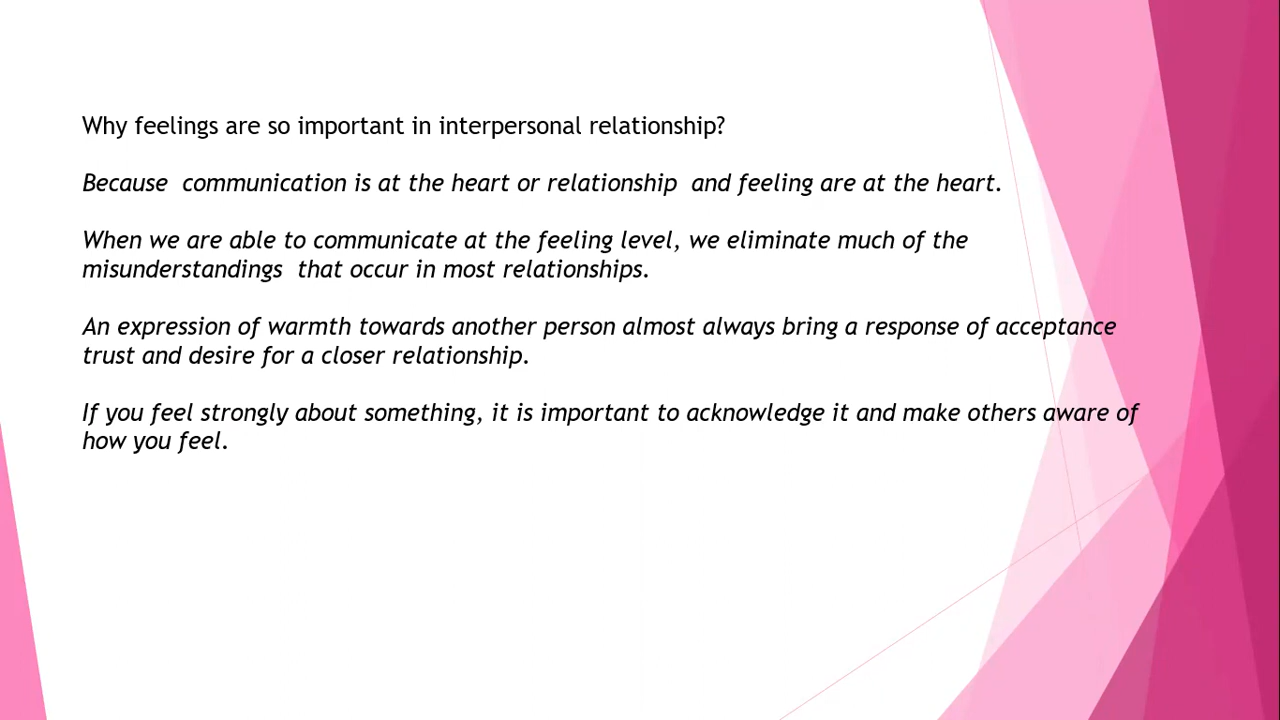 Why feelings are so important in interpersonal relationship?
Because  communication is at the heart or relationship  and feeling are at the heart.
When we are able to communicate at the feeling level, we eliminate much of the
misunderstandings  that occur in most relationships.
An expression of warmth towards another person almost always bring a response of acceptance
trust and desire for a closer relationship.
If you feel strongly about something, it is important to acknowledge it and make others aware of
how you feel.